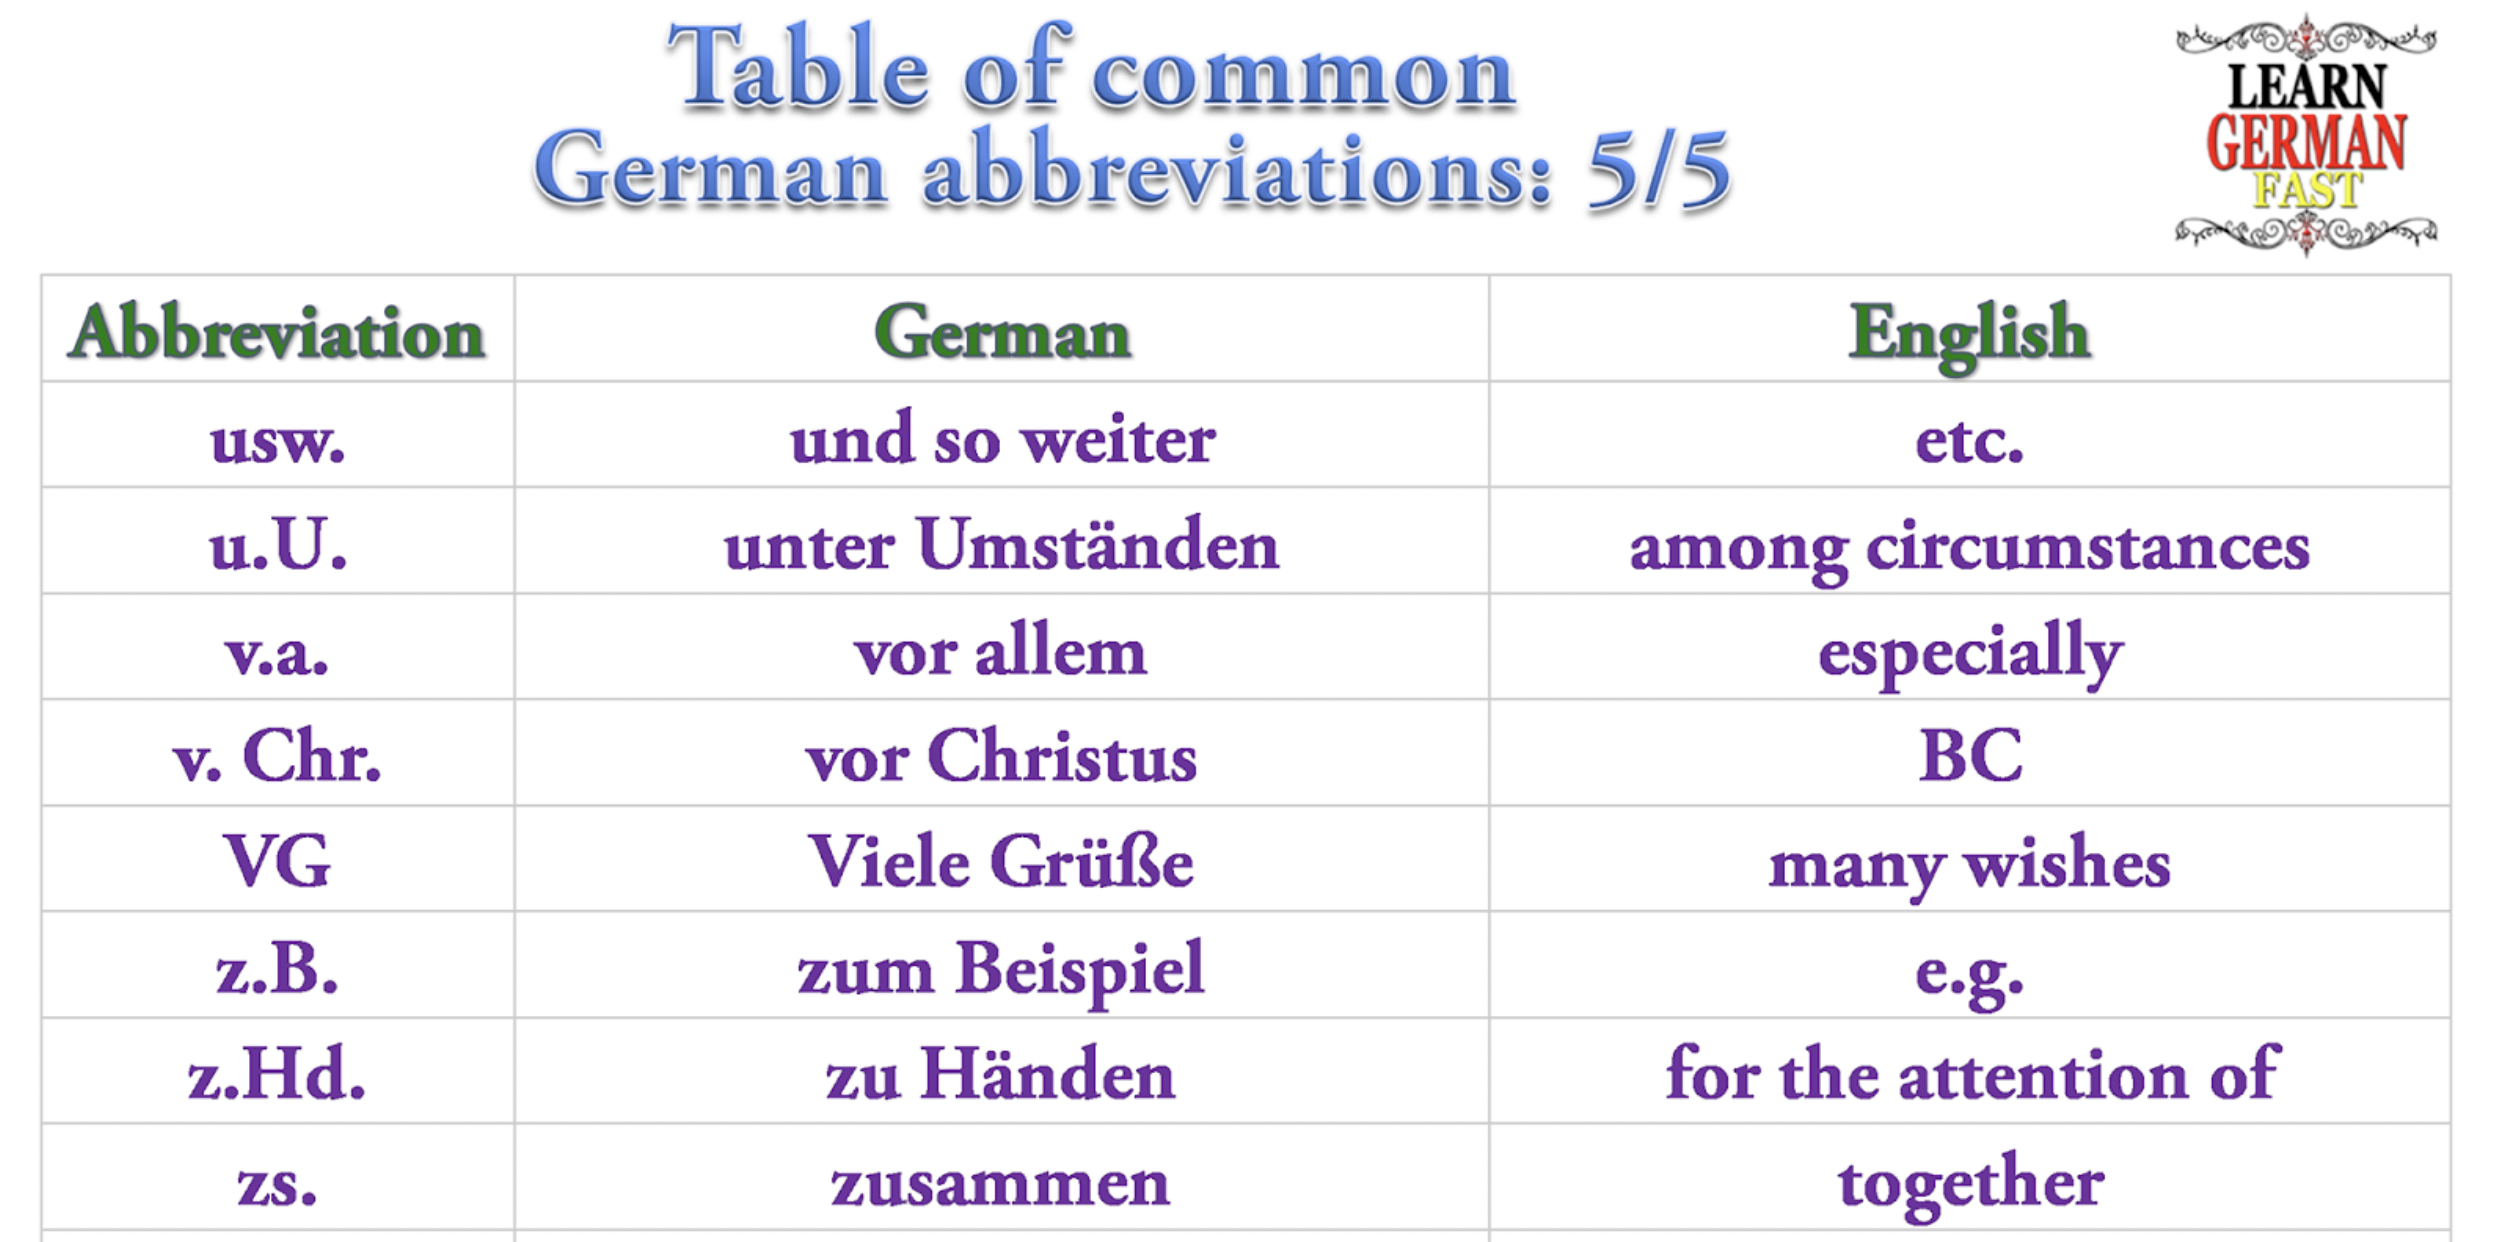 Table of common
German abbreviations: 5/5
LEARN
GERMAN
FAST
Abbreviation German English
usw. und so weiter etc.
u.U. unter Umständen among circumstances
v.a. vor allem especially
v. Chr. vor Christus BC
VG Viele Grüße many wishes
z.B. zum Beispiel e.g.
z.Hd. zu Händen for the attention of
zs. zusammen together